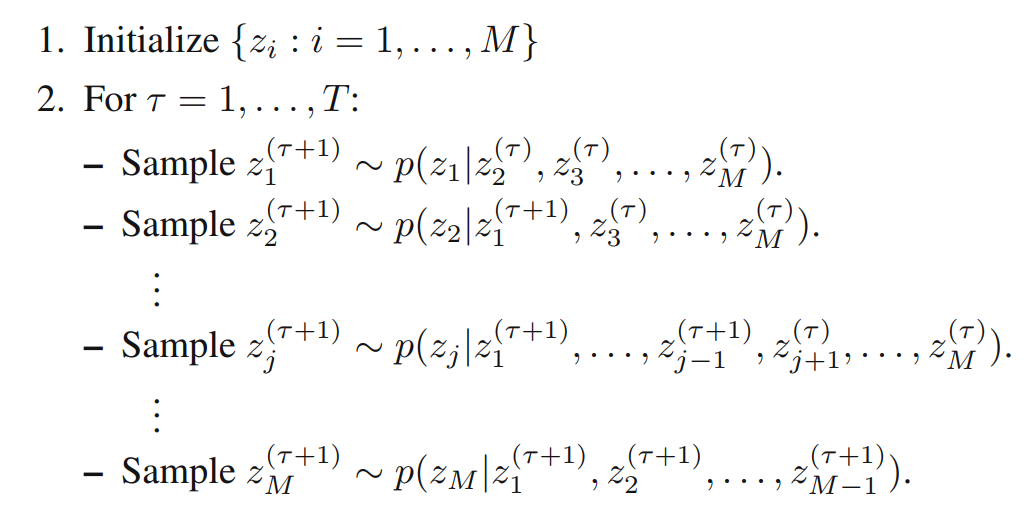 1. Initialize {z_i : i = 1, . . . , M}
2. For τ = 1, . . . , T:
– Sample z_1^{(τ+1)} ∼ p(z_1|z_2^{(τ)}, z_3^{(τ)}, . . . , z_M^{(τ)}).
– Sample z_2^{(τ+1)} ∼ p(z_2|z_1^{(τ+1)}, z_3^{(τ)}, . . . , z_M^{(τ)}).
⋮
– Sample z_j^{(τ+1)} ∼ p(z_j|z_1^{(τ+1)}, . . . , z_{j−1}^{(τ+1)}, z_{j+1}^{(τ)}, . . . , z_M^{(τ)}).
⋮
– Sample z_M^{(τ+1)} ∼ p(z_M|z_1^{(τ+1)}, z_2^{(τ+1)}, . . . , z_{M−1}^{(τ+1)}).